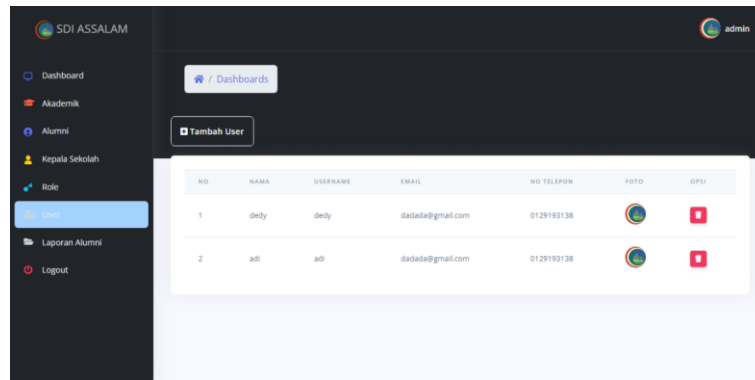 SDI ASSALAM
admin
Dashboard
Akademik
Alumni
Kepala Sekolah
Role
User
Laporan Alumni
Logout
/ Dashboards
Tambah User
NO NAMA USERNAME EMAIL NO TELEPON FOTO OPSI
1 dedy dedy dadada@gmail.com 0129193138
2 adi adi dadada@gmail.com 0129193138